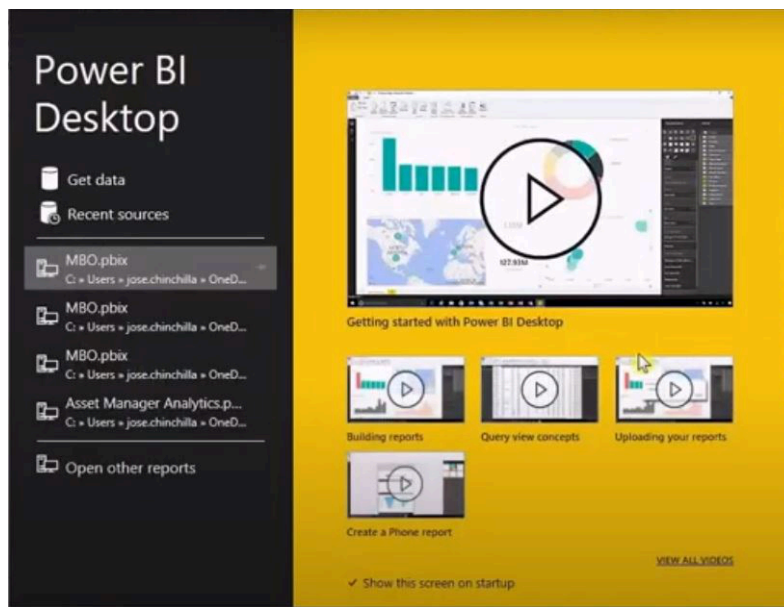 Power BI
Desktop
Get data
Recent sources
MBO.pbix
C: » Users » jose.chinchilla » OneD...
MBO.pbix
C: » Users » jose.chinchilla » OneD...
MBO.pbix
C: » Users » jose.chinchilla » OneD...
Asset Manager Analytics.p...
C: » Users » jose.chinchilla » OneD...
Open other reports
127.93M
Getting started with Power BI Desktop
Building reports
Query view concepts
Uploading your reports
Create a Phone report
VIEW ALL VIDEOS
✓ Show this screen on startup